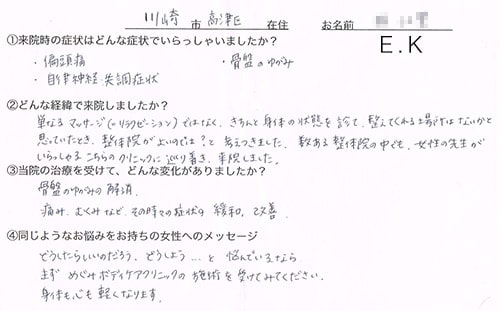 川崎市 高津区 在住 お名前
E.K
①来院時の症状はどんな症状でいらっしゃいましたか？
・偏頭痛 ・骨盤のゆがみ
・自律神経失調症状
②どんな経緯で来院しましたか？
単なるマッサージ(=リラクゼーション)ではなく、きちんと身体の状態を診て、整えてくれる場所はないかと
思っていたとき、整体院が よいのでは？と 考えつきました。 数ある 整体院の中でも、女性の先生が
いらっしゃる こちらの クリニックに 巡り着き、来院しました。
③当院の治療を受けて、どんな変化がありましたか？
骨盤のゆがみの 解消、
痛み、むくみなど、その時々の症状の 緩和、改善
④同じようなお悩みをお持ちの女性へのメッセージ
どうしたらいいのだろう、どうしよう…と 悩んでいるなら
まず めぐみボディケアクリニックの 施術を 受けてみてください。
身体も心も 軽くなります。